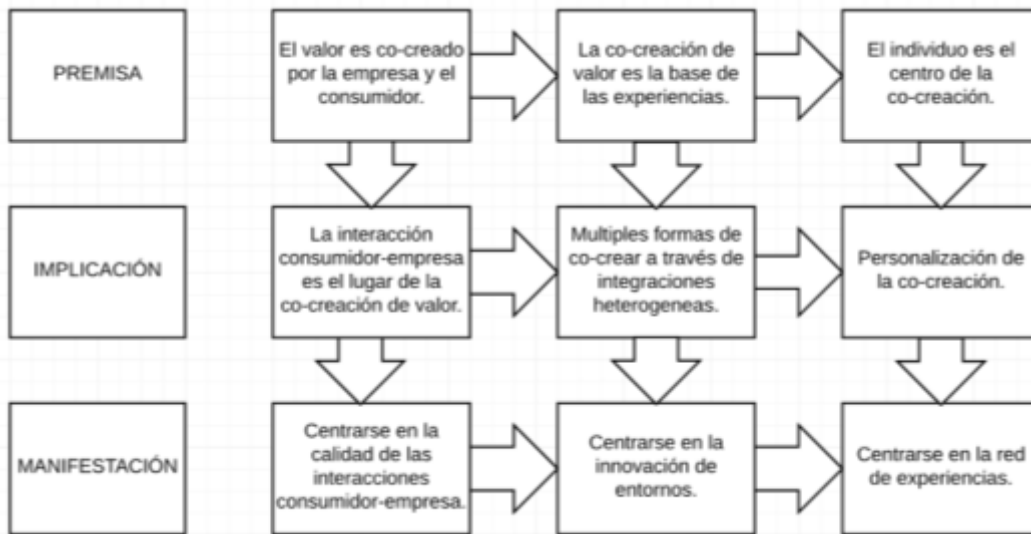 PREMISA
El valor es co-creado
por la empresa y el
consumidor.
La co-creación de
valor es la base de
las experiencias.
El individuo es el
centro de la
co-creación.
IMPLICACIÓN
La interacción
consumidor-empresa
es el lugar de la
co-creación de valor.
Multiples formas de
co-crear a través de
integraciones
heterogeneas.
Personalización de
la co-creación.
MANIFESTACIÓN
Centrarse en la
calidad de las
interacciones
consumidor-empresa.
Centrarse en la
innovación de
entornos.
Centrarse en la red
de experiencias.